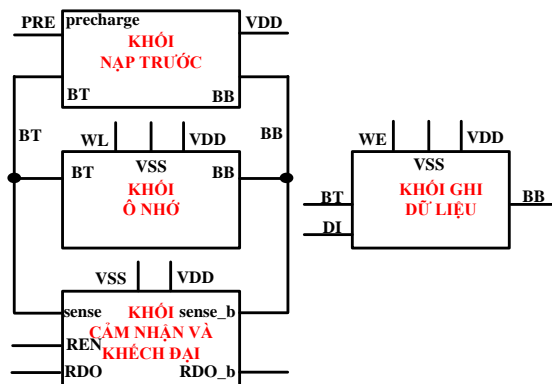 PRE
precharge
VDD
KHỐI
NẠP TRƯỚC
BT
BB
BT
WL
VDD
BB
VSS
BT
BB
KHỐI
Ô NHỚ
WE
VDD
VSS
KHỐI GHI
DỮ LIỆU
BT
BB
DI
VSS
VDD
sense
KHỐI
sense_b
CẢM NHẬN VÀ
REN
KHẾCH ĐẠI
RDO
RDO_b